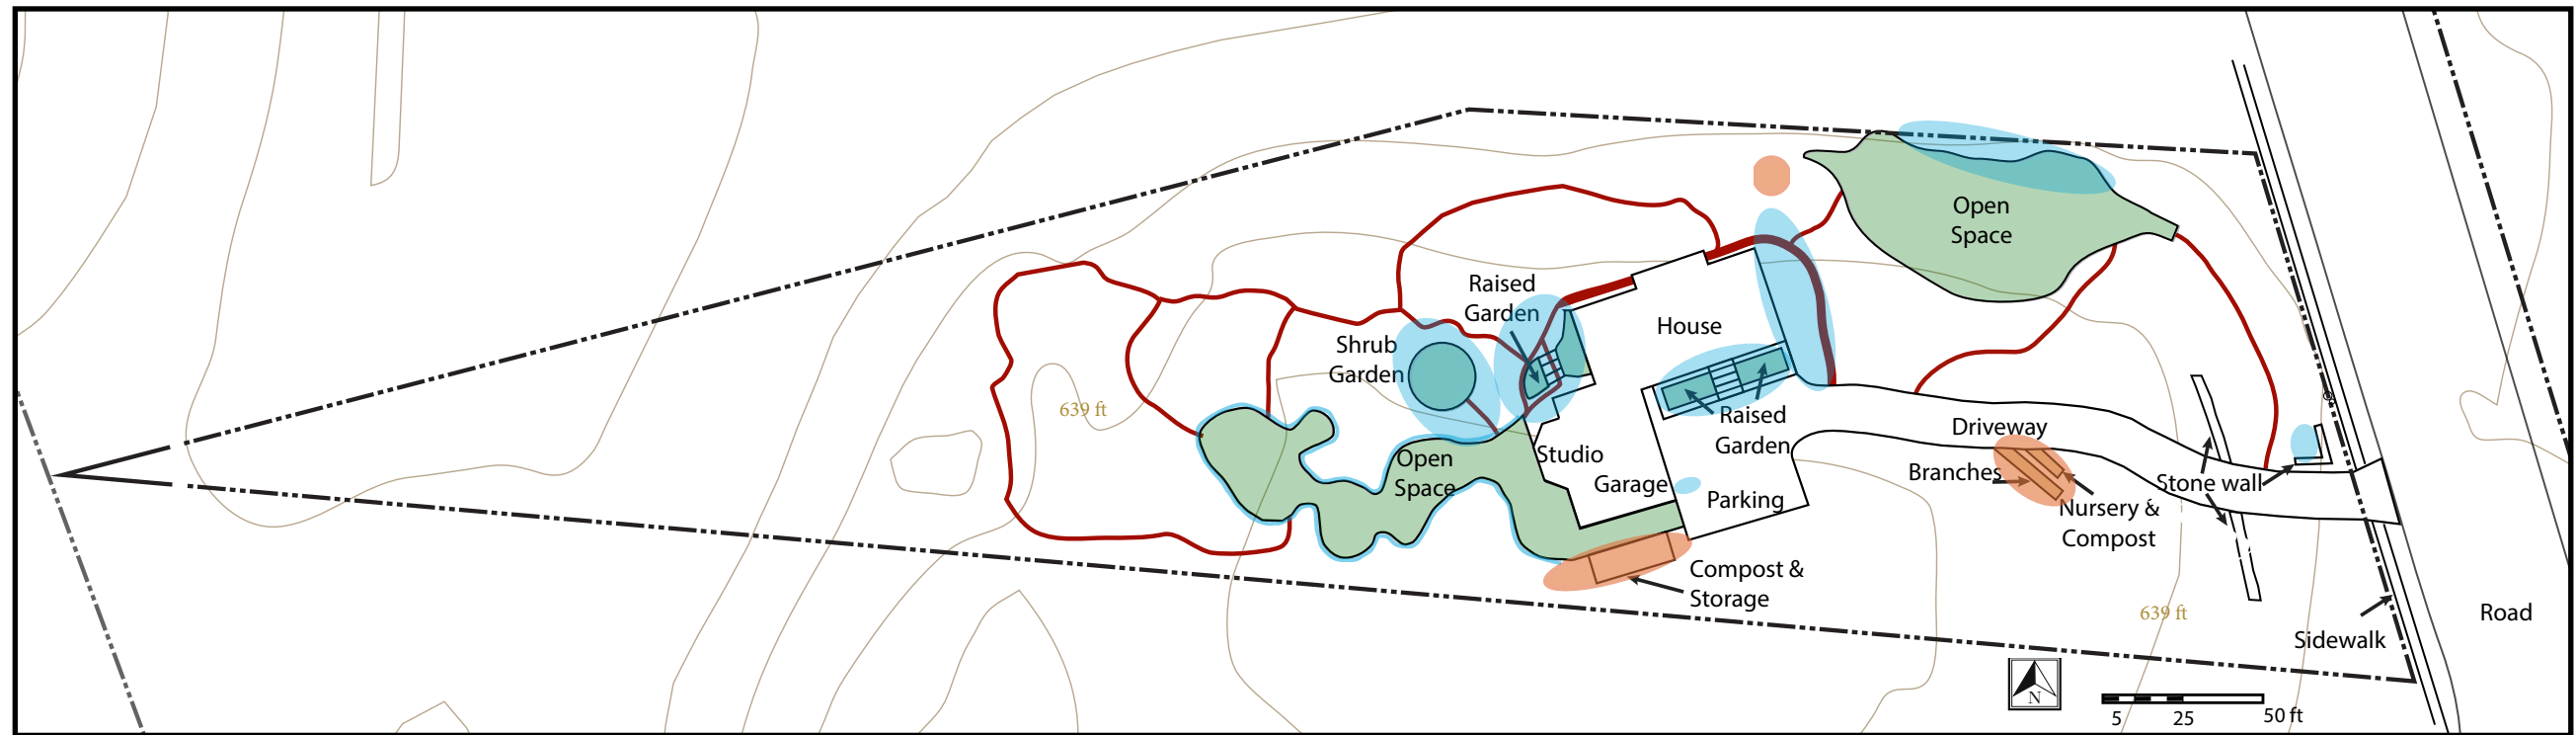 Open
Space
Raised
Garden
House
Shrub
Garden
639 ft
Raised
Garden
Driveway
Studio
Open
Space
Branches
Stone wall
Garage
Parking
Nursery &
Compost
Compost &
Storage
639 ft
Road
Sidewalk
N
5 25 50 ft